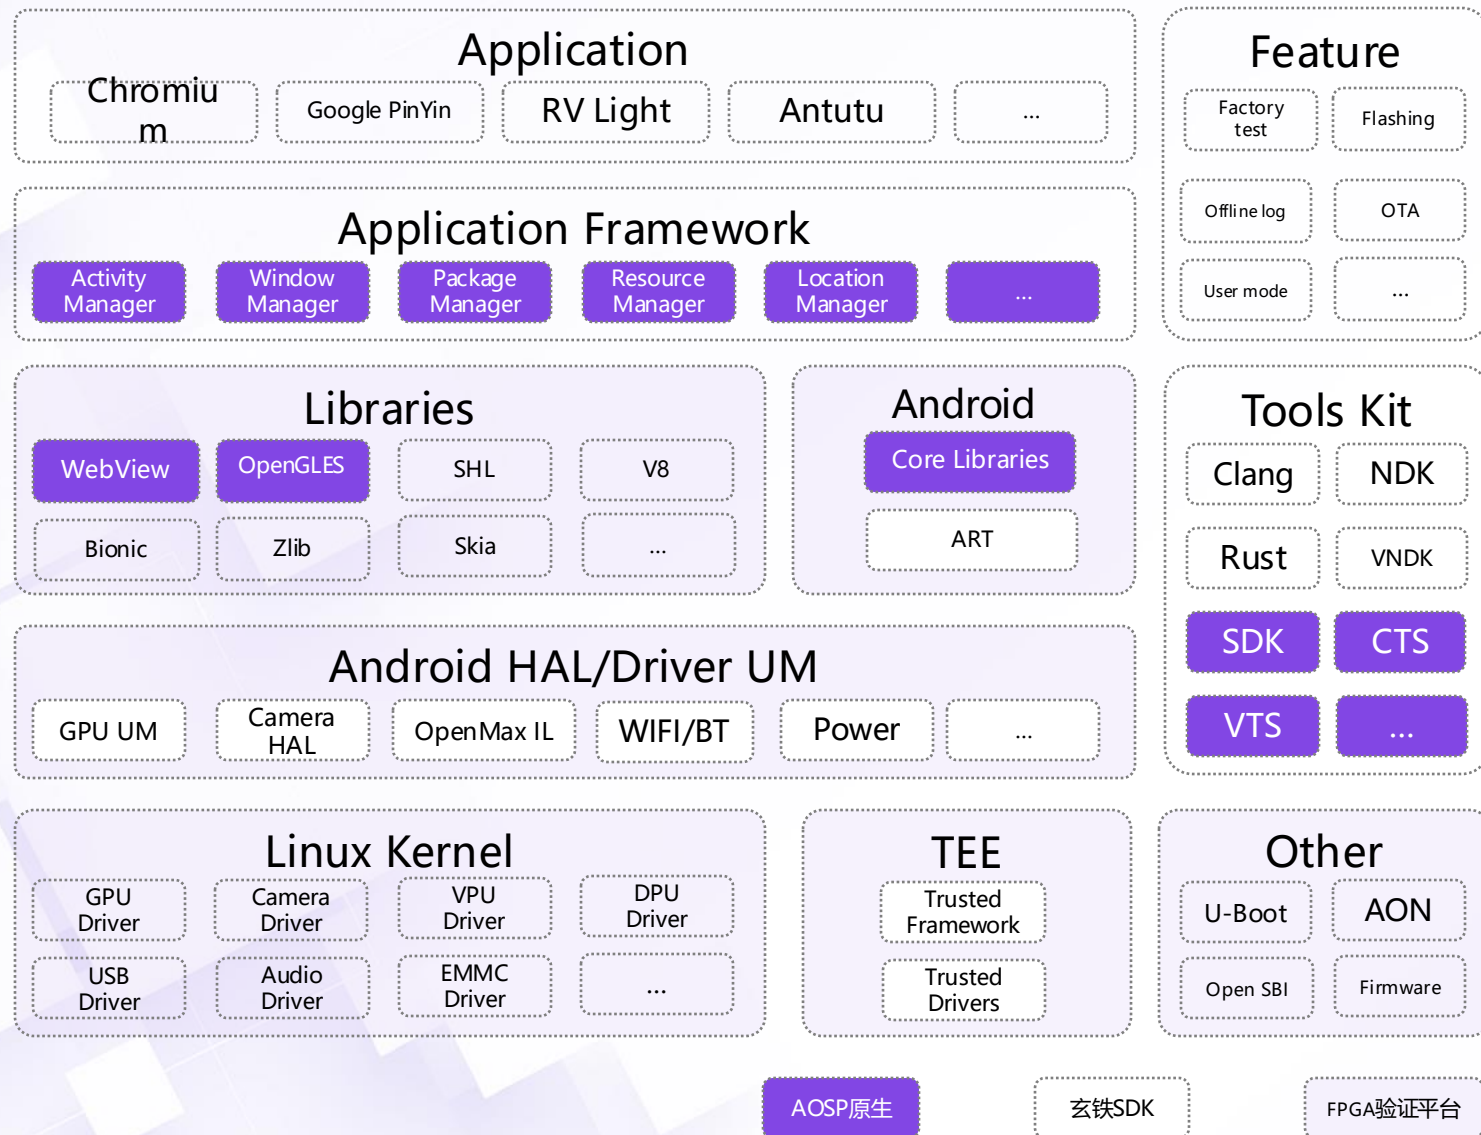 Application
Chromiu
m
Google PinYin
RV Light
Antutu
...
Feature
Factory
test
Flashing
Offline log
OTA
User mode
...
Application Framework
Activity
Manager
Window
Manager
Package
Manager
Resource
Manager
Location
Manager
...
Libraries
WebView
OpenGLES
SHL
V8
Bionic
Zlib
Skia
...
Android
Core Libraries
ART
Tools Kit
Clang
NDK
Rust
VNDK
SDK
CTS
VTS
...
Android HAL/Driver UM
GPU UM
Camera
HAL
OpenMax IL
WIFI/BT
Power
...
Linux Kernel
GPU
Driver
Camera
Driver
VPU
Driver
DPU
Driver
USB
Driver
Audio
Driver
EMMC
Driver
...
TEE
Trusted
Framework
Trusted
Drivers
Other
U-Boot
AON
Open SBI
Firmware
AOSP原生
玄铁SDK
FPGA验证平台